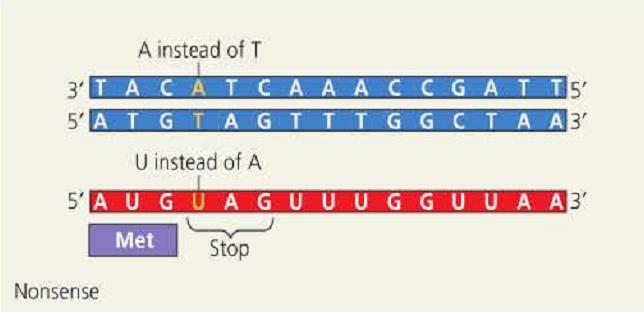 A instead of T
3′ T A C A T C A A A C C G A T T 5′
5′ A T G T A G T T T G G C T A A 3′
U instead of A
5′ A U G U A G U U U G G U U A A 3′
Met
Stop
Nonsense